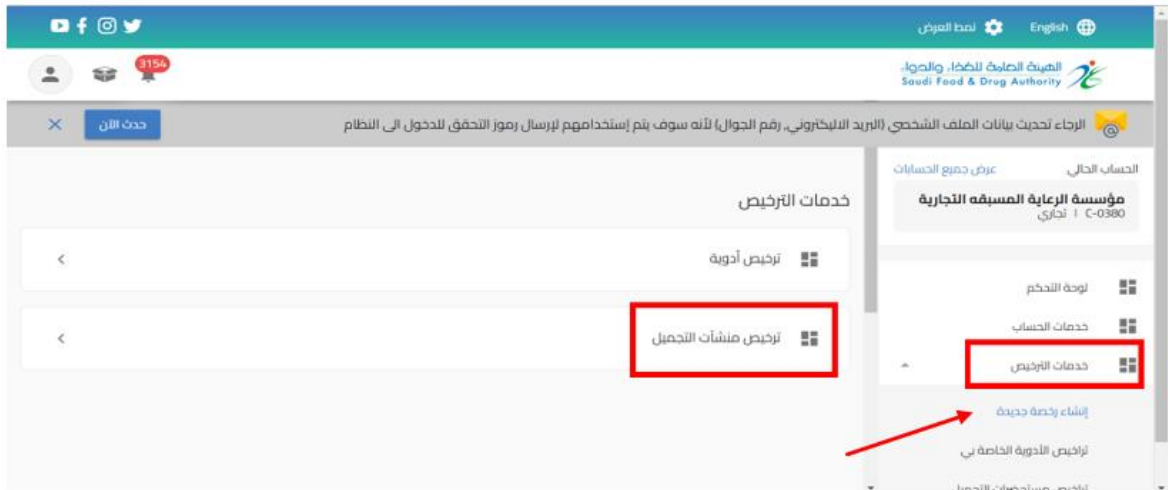 English
نمط العرض
الهيئة العامة للغذاء والدواء
Saudi Food & Drug Authority
3154
الرجاء تحديث بيانات الملف الشخصي (البريد الاليكتروني, رقم الجوال) لأنه سوف يتم إستخدامهم لإرسال رموز التحقق للدخول الى النظام
حدث الآن
الحساب الحالي
عرض جميع الحسابات
مؤسسة الرعاية المسبقه التجارية
C-0380 | تجاري
لوحة التحكم
خدمات الحساب
خدمات الترخيص
إنشاء رخصة جديدة
تراخيص الأدوية الخاصة بي
خدمات الترخيص
ترخيص أدوية
ترخيص منشآت التجميل